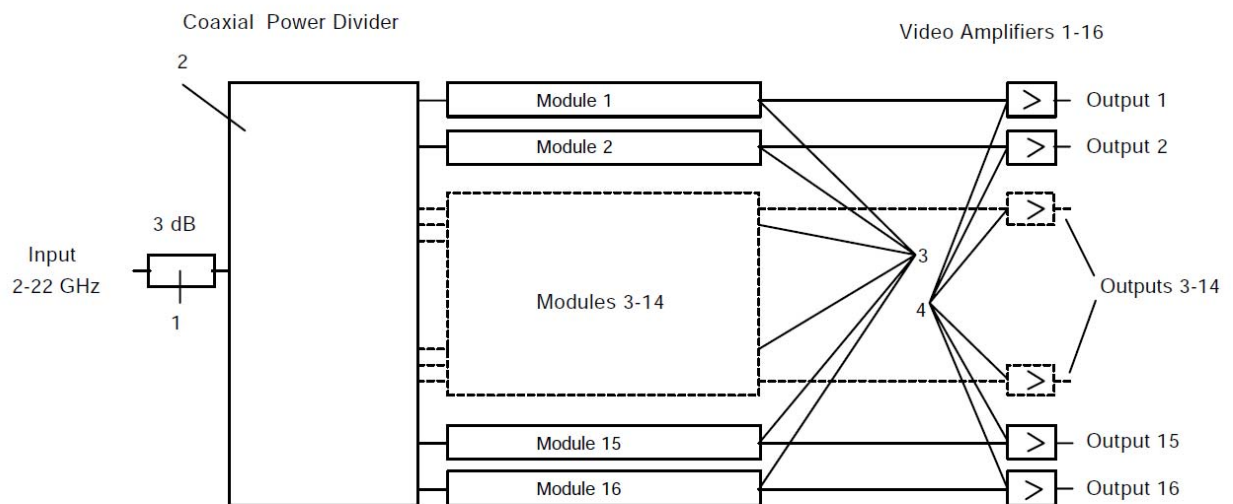 Coaxial Power Divider
Video Amplifiers 1-16
2
Module 1
> Output 1
Module 2
> Output 2
3 dB
>
Input
2-22 GHz
3
Modules 3-14
Outputs 3-14
4
1
>
Module 15
> Output 15
Module 16
> Output 16